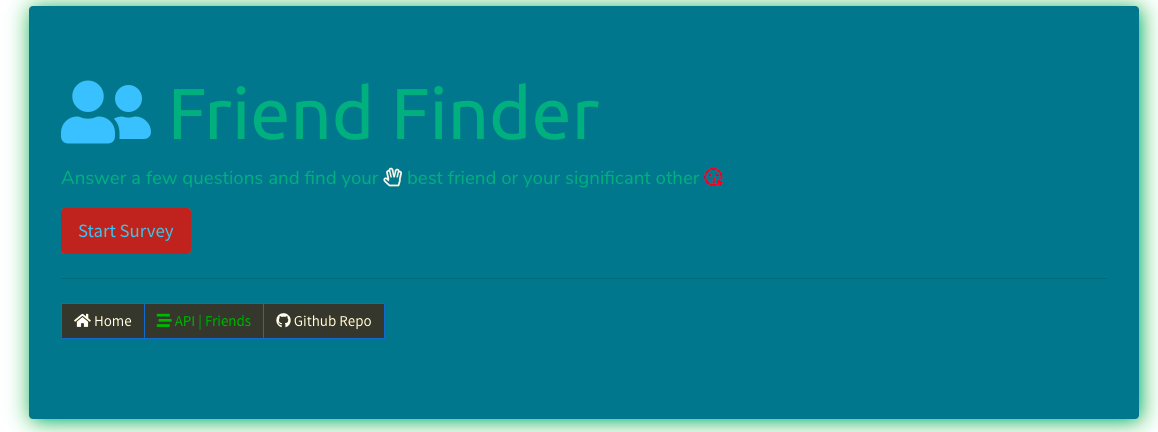 Friend Finder
Answer a few questions and find your best friend or your significant other
Start Survey
Home API | Friends Github Repo